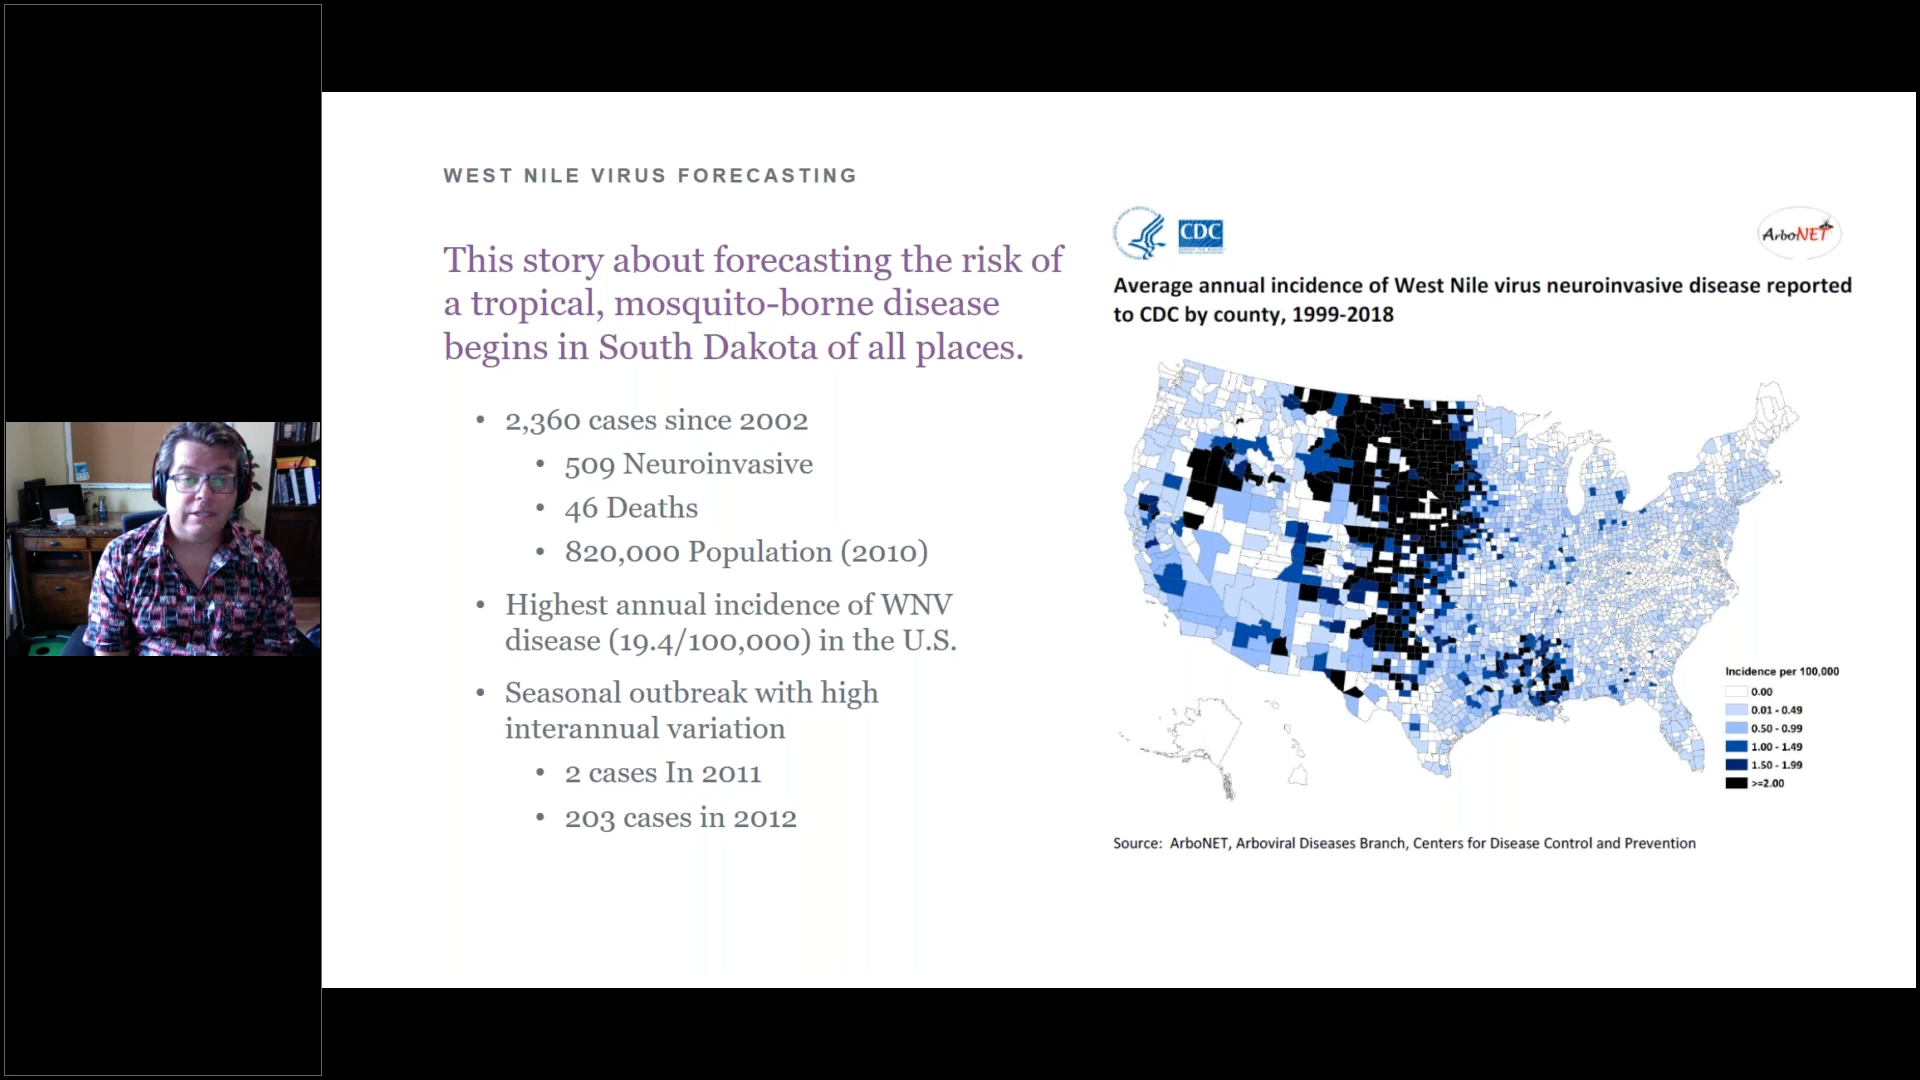 WEST NILE VIRUS FORECASTING
This story about forecasting the risk of
a tropical, mosquito-borne disease
begins in South Dakota of all places.
• 2,360 cases since 2002
• 509 Neuroinvasive
• 46 Deaths
• 820,000 Population (2010)
• Highest annual incidence of WNV
disease (19.4/100,000) in the U.S.
• Seasonal outbreak with high
interannual variation
• 2 cases In 2011
• 203 cases in 2012
CDC
ArboNET
Average annual incidence of West Nile virus neuroinvasive disease reported
to CDC by county, 1999-2018
Incidence per 100,000
0.00
0.01 - 0.49
0.50 - 0.99
1.00 - 1.49
1.50 - 1.99
>=2.00
Source: ArboNET, Arboviral Diseases Branch, Centers for Disease Control and Prevention